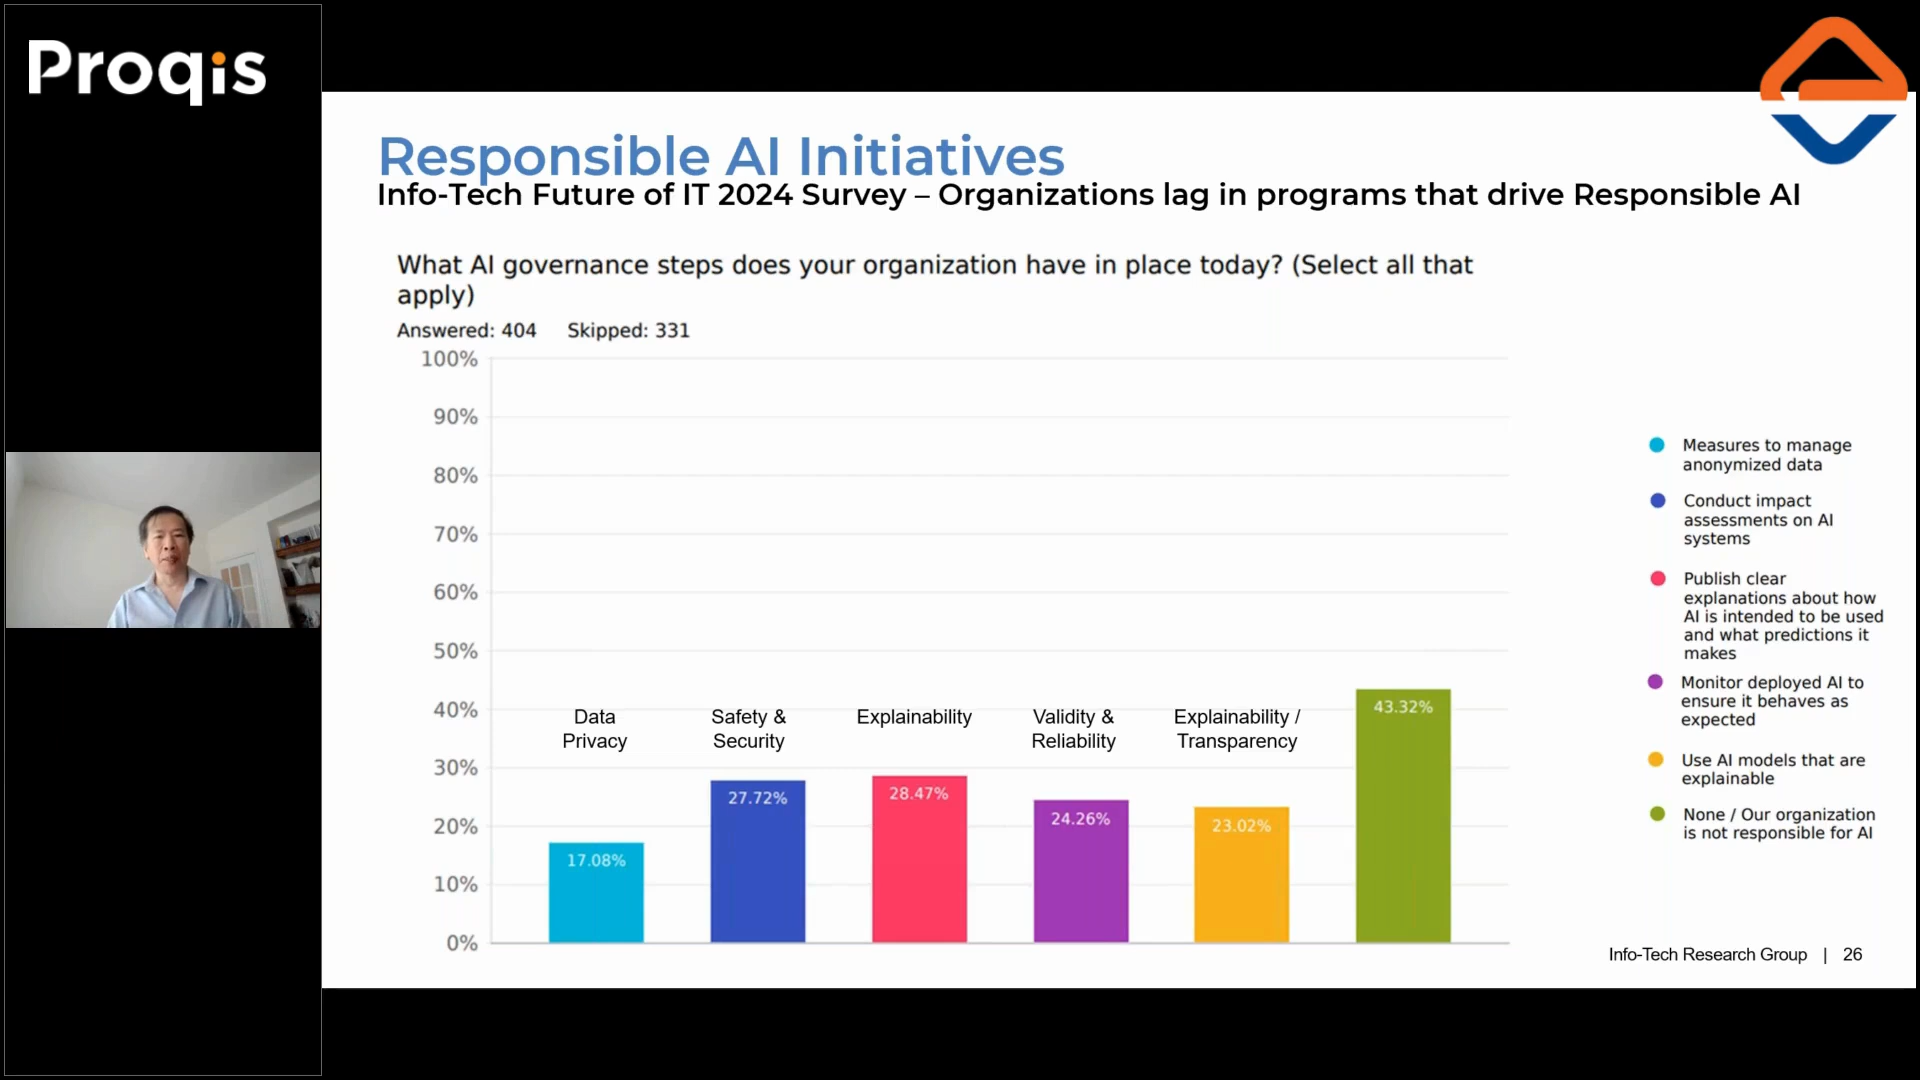 Proqis
Responsible AI Initiatives
Info-Tech Future of IT 2024 Survey – Organizations lag in programs that drive Responsible AI
What AI governance steps does your organization have in place today? (Select all that
apply)
Answered: 404 Skipped: 331
100%
90%
80%
70%
60%
50%
40%
30%
20%
10%
0%
Data
Privacy
Safety &
Security
Explainability
Validity &
Reliability
Explainability /
Transparency
17.08%
27.72%
28.47%
24.26%
23.02%
43.32%
Measures to manage
anonymized data
Conduct impact
assessments on AI
systems
Publish clear
explanations about how
AI is intended to be used
and what predictions it
makes
Monitor deployed AI to
ensure it behaves as
expected
Use AI models that are
explainable
None / Our organization
is not responsible for AI
Info-Tech Research Group | 26